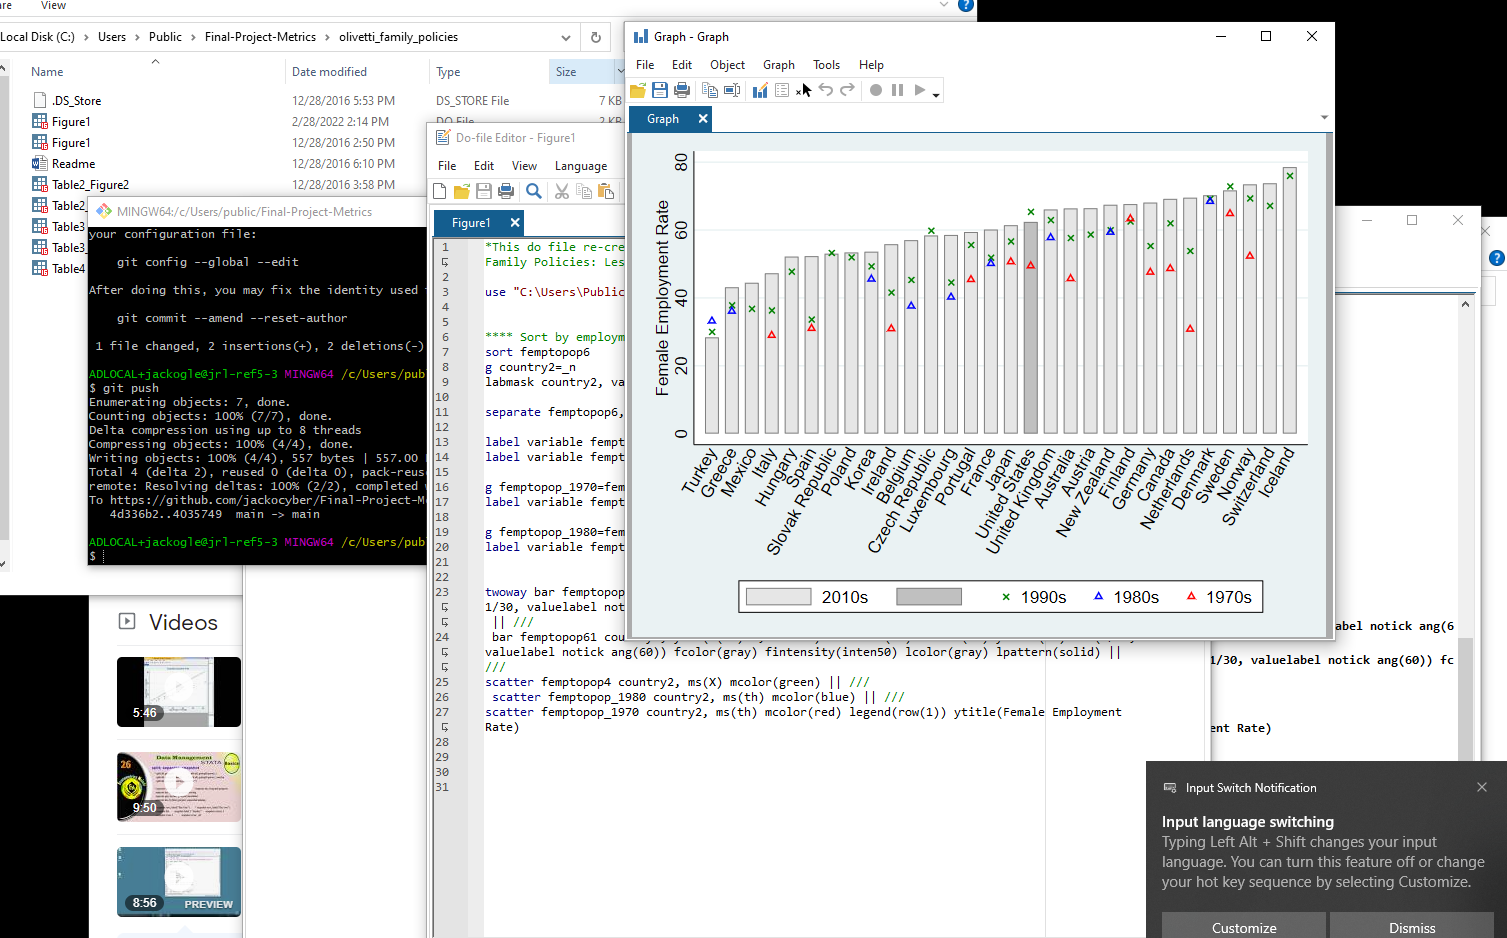 are
View
Local Disk (C:) > Users > Public > Final-Project-Metrics > olivetti_family_policies
Name
Date modified
Type
Size
.DS_Store
12/28/2016 5:53 PM
DS_STORE File
7 KB
Figure1
2/28/2022 2:14 PM
DO File
2 KB
Figure1
12/28/2016 2:50 PM
Readme
12/28/2016 6:10 PM
Table2_Figure2
12/28/2016 3:58 PM
Table2_
Table3
Table3_
Table4
MINGW64:/c/Users/public/Final-Project-Metrics
your configuration file:
git config --global --edit
After doing this, you may fix the identity used
git commit --amend --reset-author
1 file changed, 2 insertions(+), 2 deletions(-)
ADLOCAL+jackogle@jrl-ref5-3 MINGW64 /c/Users/pub
$ git push
Enumerating objects: 7, done.
Counting objects: 100% (7/7), done.
Delta compression using up to 8 threads
Compressing objects: 100% (4/4), done.
Writing objects: 100% (4/4), 557 bytes | 557.00
Total 4 (delta 2), reused 0 (delta 0), pack-reus
remote: Resolving deltas: 100% (2/2), completed
To https://github.com/jackocyber/Final-Project-M
4d336b2..4035749 main -> main
ADLOCAL+jackogle@jrl-ref5-3 MINGW64 /c/Users/pub
$
Videos
5:46
26
Data Management
STATA
Basics
9:50
8:56
PREVIEW
Do-file Editor - Figure1
File Edit View Language
Figure1
1 *This do file re-cre
Family Policies: Les
2
3 use "C:\Users\Public
4
5
6 **** Sort by employm
7 sort femptopop6
8 g country2=_n
9 labmask country2, va
10
11 separate femptopop6,
12
13 label variable fempt
14 label variable fempt
15
16 g femptopop_1970=fem
17 label variable fempt
18
19 g femptopop_1980=fem
20 label variable fempt
21
22
23 twoway bar femptopop
1/30, valuelabel not
|| ///
24 bar femptopop61 cou
valuelabel notick ang(60)) fcolor(gray) fintensity(inten50) lcolor(gray) lpattern(solid) ||
///
25 scatter femptopop4 country2, ms(X) mcolor(green) || ///
26 scatter femptopop_1980 country2, ms(th) mcolor(blue) || ///
27 scatter femptopop_1970 country2, ms(th) mcolor(red) legend(row(1)) ytitle(Female Employment
Rate)
28
29
30
31
Graph - Graph
File Edit Object Graph Tools Help
Graph
Female Employment Rate
80
60
40
20
0
Turkey
Greece
Mexico
Italy
Hungary
Spain
Slovak Republic
Poland
Korea
Ireland
Belgium
Czech Republic
Luxembourg
Portugal
France
Japan
United States
United Kingdom
Australia
Austria
New Zealand
Finland
Germany
Canada
Netherlands
Denmark
Sweden
Norway
Switzerland
Iceland
2010s
1990s
1980s
1970s
abel notick ang(6
1/30, valuelabel notick ang(60)) fc
ent Rate)
Input Switch Notification
Input language switching
Typing Left Alt + Shift changes your input
language. You can turn this feature off or change
your hot key sequence by selecting Customize.
Customize
Dismiss